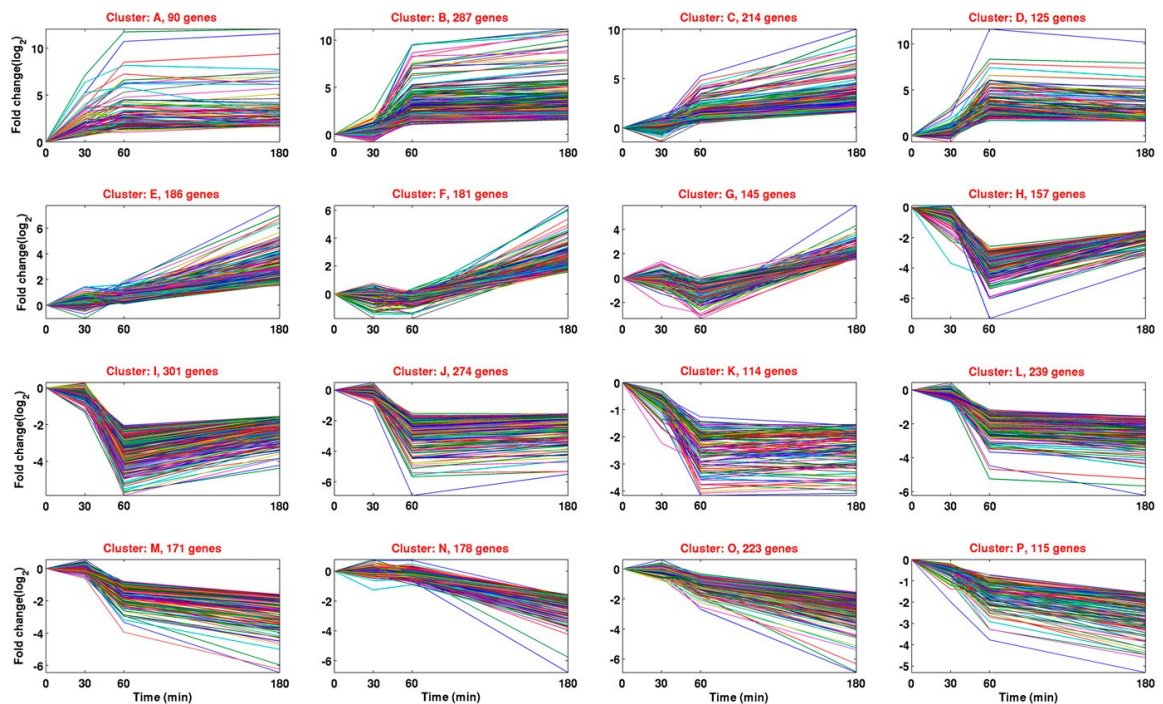 Cluster: A, 90 genes
Fold change(log2)
10
5
0
0 30 60 180
Cluster: B, 287 genes
10
5
0
0 30 60 180
Cluster: C, 214 genes
10
5
0
0 30 60 180
Cluster: D, 125 genes
10
5
0
0 30 60 180
Cluster: E, 186 genes
Fold change(log2)
6
4
2
0
0 30 60 180
Cluster: F, 181 genes
6
4
2
0
0 30 60 180
Cluster: G, 145 genes
4
2
0
-2
0 30 60 180
Cluster: H, 157 genes
0
-2
-4
-6
0 30 60 180
Cluster: I, 301 genes
Fold change(log2)
0
-2
-4
0 30 60 180
Cluster: J, 274 genes
0
-2
-4
-6
0 30 60 180
Cluster: K, 114 genes
0
-1
-2
-3
-4
0 30 60 180
Cluster: L, 239 genes
0
-2
-4
-6
0 30 60 180
Cluster: M, 171 genes
Fold change(log2)
0
-2
-4
-6
0 30 60 180
Time (min)
Cluster: N, 178 genes
0
-2
-4
-6
0 30 60 180
Time (min)
Cluster: O, 223 genes
0
-2
-4
-6
0 30 60 180
Time (min)
Cluster: P, 115 genes
0
-1
-2
-3
-4
-5
0 30 60 180
Time (min)